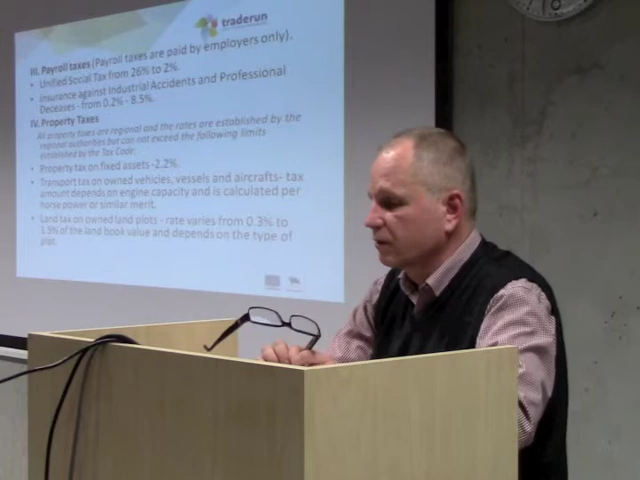 traderun
III. Payroll taxes (Payroll taxes are paid by employers only).
• Unified Social Tax from 26% to 2%.
• Insurance against Industrial Accidents and Professional
Deceases - from 0.2% - 8.5%.
IV. Property Taxes
All property taxes are regional and the rates are established by the
regional authorities but can not exceed the following limits
established by the Tax Code:
• Property tax on fixed assets -2.2%.
• Transport tax on owned vehicles, vessels and aircrafts- tax
amount depends on engine capacity and is calculated per
horse power or similar merit.
• Land tax on owned land plots - rate varies from 0.3% to
1.5% of the land book value and depends on the type of
plot.